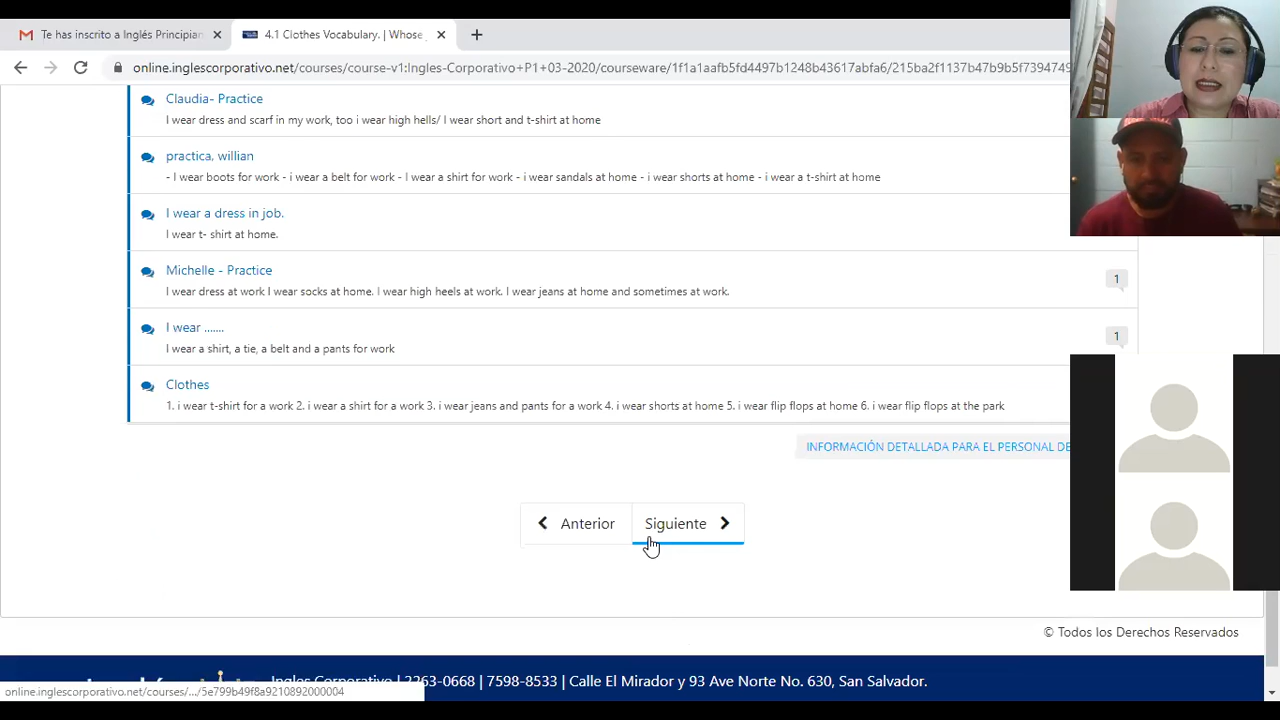 Te has inscrito a Inglés Principian
4.1 Clothes Vocabulary. | Whose
online.inglescorporativo.net/courses/course-v1:Ingles-Corporativo+P1+03-2020/courseware/1f1a1aafb5fd4497b1248b43617abfa6/215ba2f1137b47b9b5f7394749
Claudia- Practice
I wear dress and scarf in my work, too i wear high hells/ I wear short and t-shirt at home
practica, willian
- I wear boots for work - i wear a belt for work - I wear a shirt for work - i wear sandals at home - i wear shorts at home - i wear a t-shirt at home
I wear a dress in job.
I wear t- shirt at home.
Michelle - Practice
1
I wear dress at work I wear socks at home. I wear high heels at work. I wear jeans at home and sometimes at work.
I wear .......
1
I wear a shirt, a tie, a belt and a pants for work
Clothes
1. i wear t-shirt for a work 2. i wear a shirt for a work 3. i wear jeans and pants for a work 4. i wear shorts at home 5. i wear flip flops at home 6. i wear flip flops at the park
INFORMACIÓN DETALLADA PARA EL PERSONAL DE
Anterior Siguiente
© Todos los Derechos Reservados
Ingles Corporativo | 2263-0668 | 7598-8533 | Calle El Mirador y 93 Ave Norte No. 630, San Salvador.
online.inglescorporativo.net/courses/.../5e799b49f8a9210892000004